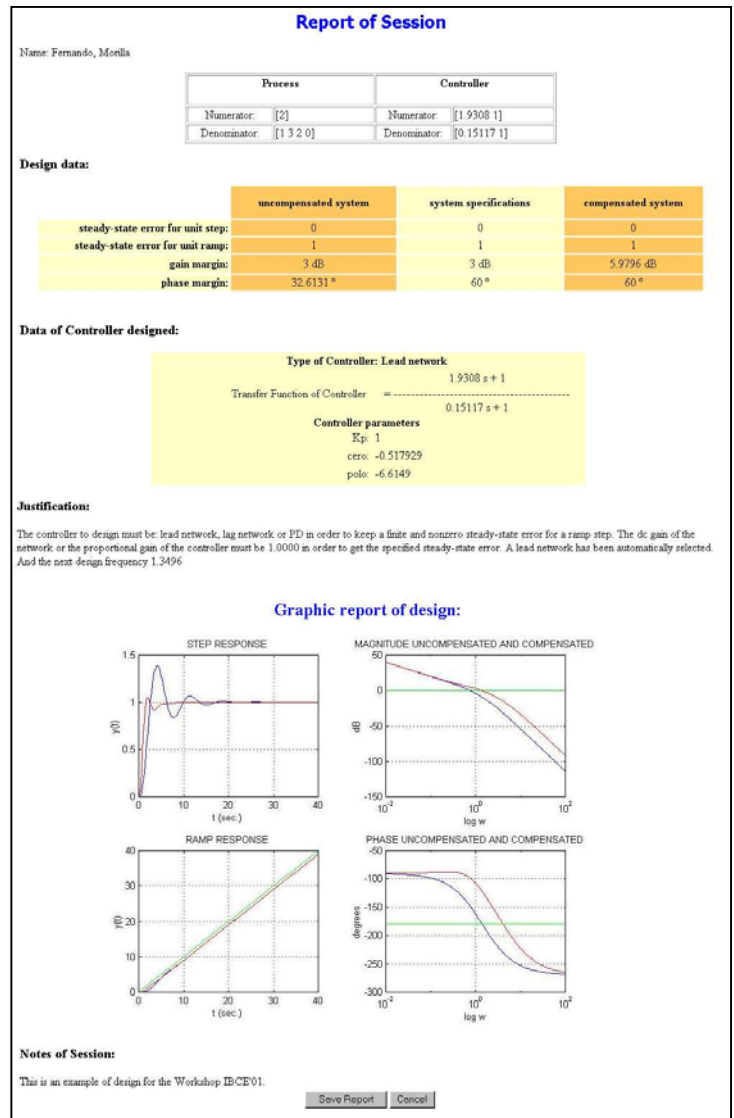 Report of Session
Name: Fernando, Morilla
Process Controller
Numerator: [2] Numerator: [1.9308 1]
Denominator: [1 3 2 0] Denominator: [0.15117 1]
Design data:
uncompensated system system specifications compensated system
steady-state error for unit step: 0 0 0
steady-state error for unit ramp: 1 1 1
gain margin: 3 dB 3 dB 5.9796 dB
phase margin: 32.6131 º 60 º 60 º
Data of Controller designed:
Type of Controller: Lead network
1.9308 s + 1
Transfer Function of Controller = --------------------------------------------
0.15117 s + 1
Controller parameters
Kp: 1
cero: -0.517929
polo: -6.6149
Justification:
The controller to design must be: lead network, lag network or PD in order to keep a finite and nonzero steady-state error for a ramp step. The dc gain of the
network or the proportional gain of the controller must be 1.0000 in order to get the specified steady-state error. A lead network has been automatically selected.
And the next design frequency 1.3496
Graphic report of design:
STEP RESPONSE
1.5
1
0.5
0
y(t)
0 10 20 30 40
t (sec.)
MAGNITUDE UNCOMPENSATED AND COMPENSATED
50
0
-50
-100
-150
dB
10^-2 10^0 10^2
log w
RAMP RESPONSE
40
30
20
10
0
y(t)
0 10 20 30 40
t (sec.)
PHASE UNCOMPENSATED AND COMPENSATED
-50
-100
-150
-200
-250
-300
degrees
10^-2 10^0 10^2
log w
Notes of Session:
This is an example of design for the Workshop IBCE'01.
Save Report Cancel